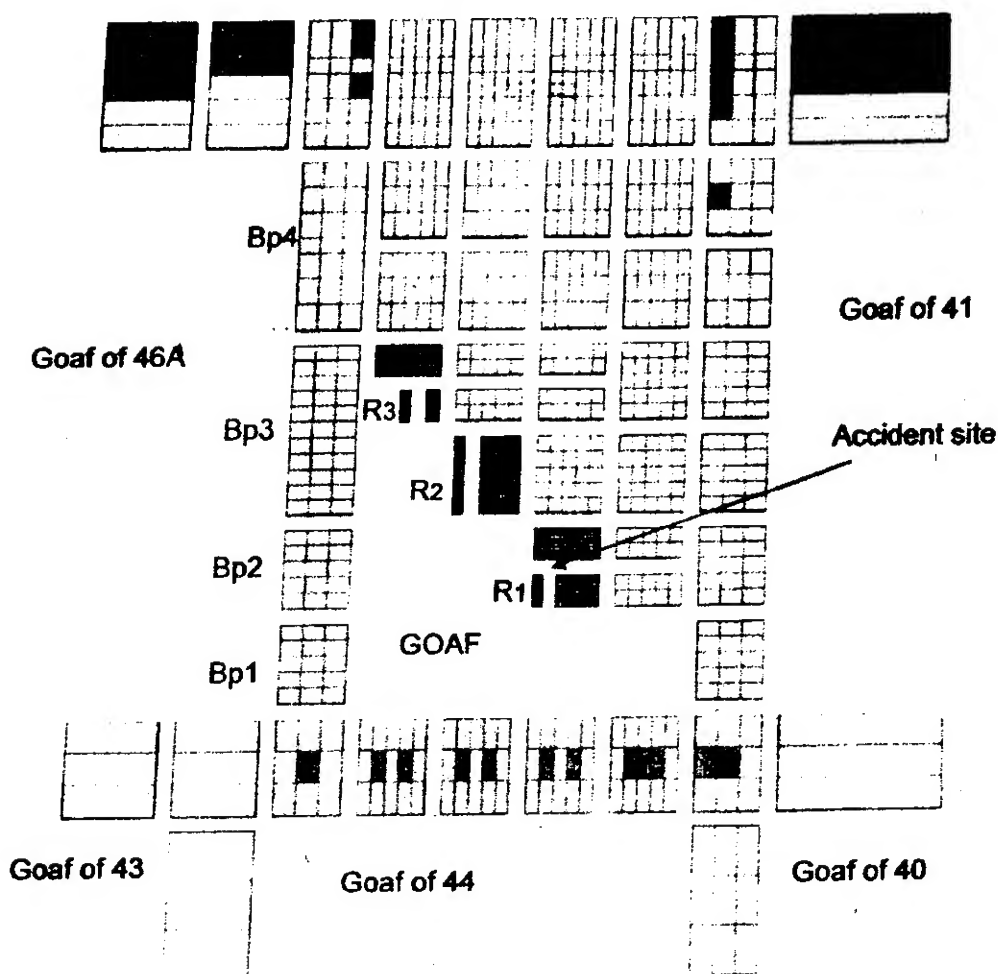 Bp4
Goaf of 41
Goaf of 46A
R3
Bp3
Accident site
R2
Bp2
R1
GOAF
Bp1
Goaf of 43
Goaf of 44
Goaf of 40